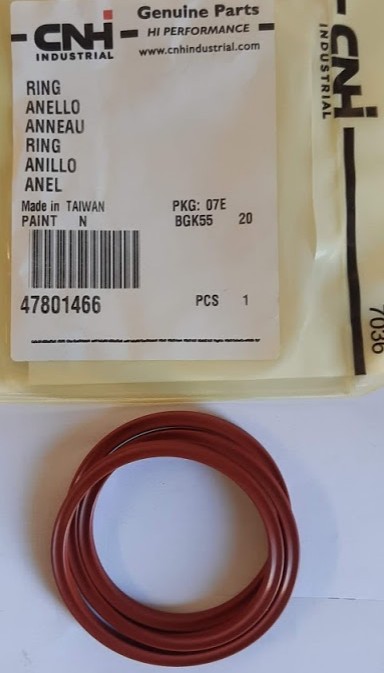 CNH
INDUSTRIAL
Genuine Parts
HI PERFORMANCE
www.cnhindustrial.com
RING
ANELLO
ANNEAU
RING
ANILLO
ANEL
Made in TAIWAN
PKG: 07E
PAINT N
BGK55 20
47801466
PCS 1
CNH
INDUSTRIAL
7036